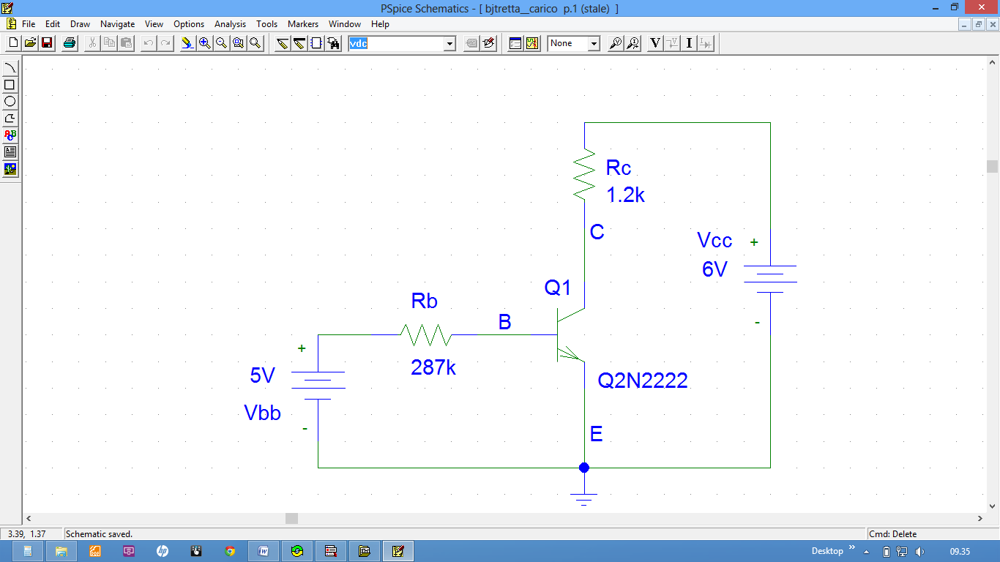 PSpice Schematics - [ bjtretta__carico  p.1 (stale)  ]
File Edit Draw Navigate View Options Analysis Tools Markers Window Help
vdc
None
V
I
ABC
Rc
1.2k
C
Vcc +
6V
Q1
Rb
B
-
+
287k
5V
Q2N2222
Vbb
-
E
3.39, 1.37 Schematic saved. Cmd: Delete
hp
W
Desktop » 09.35